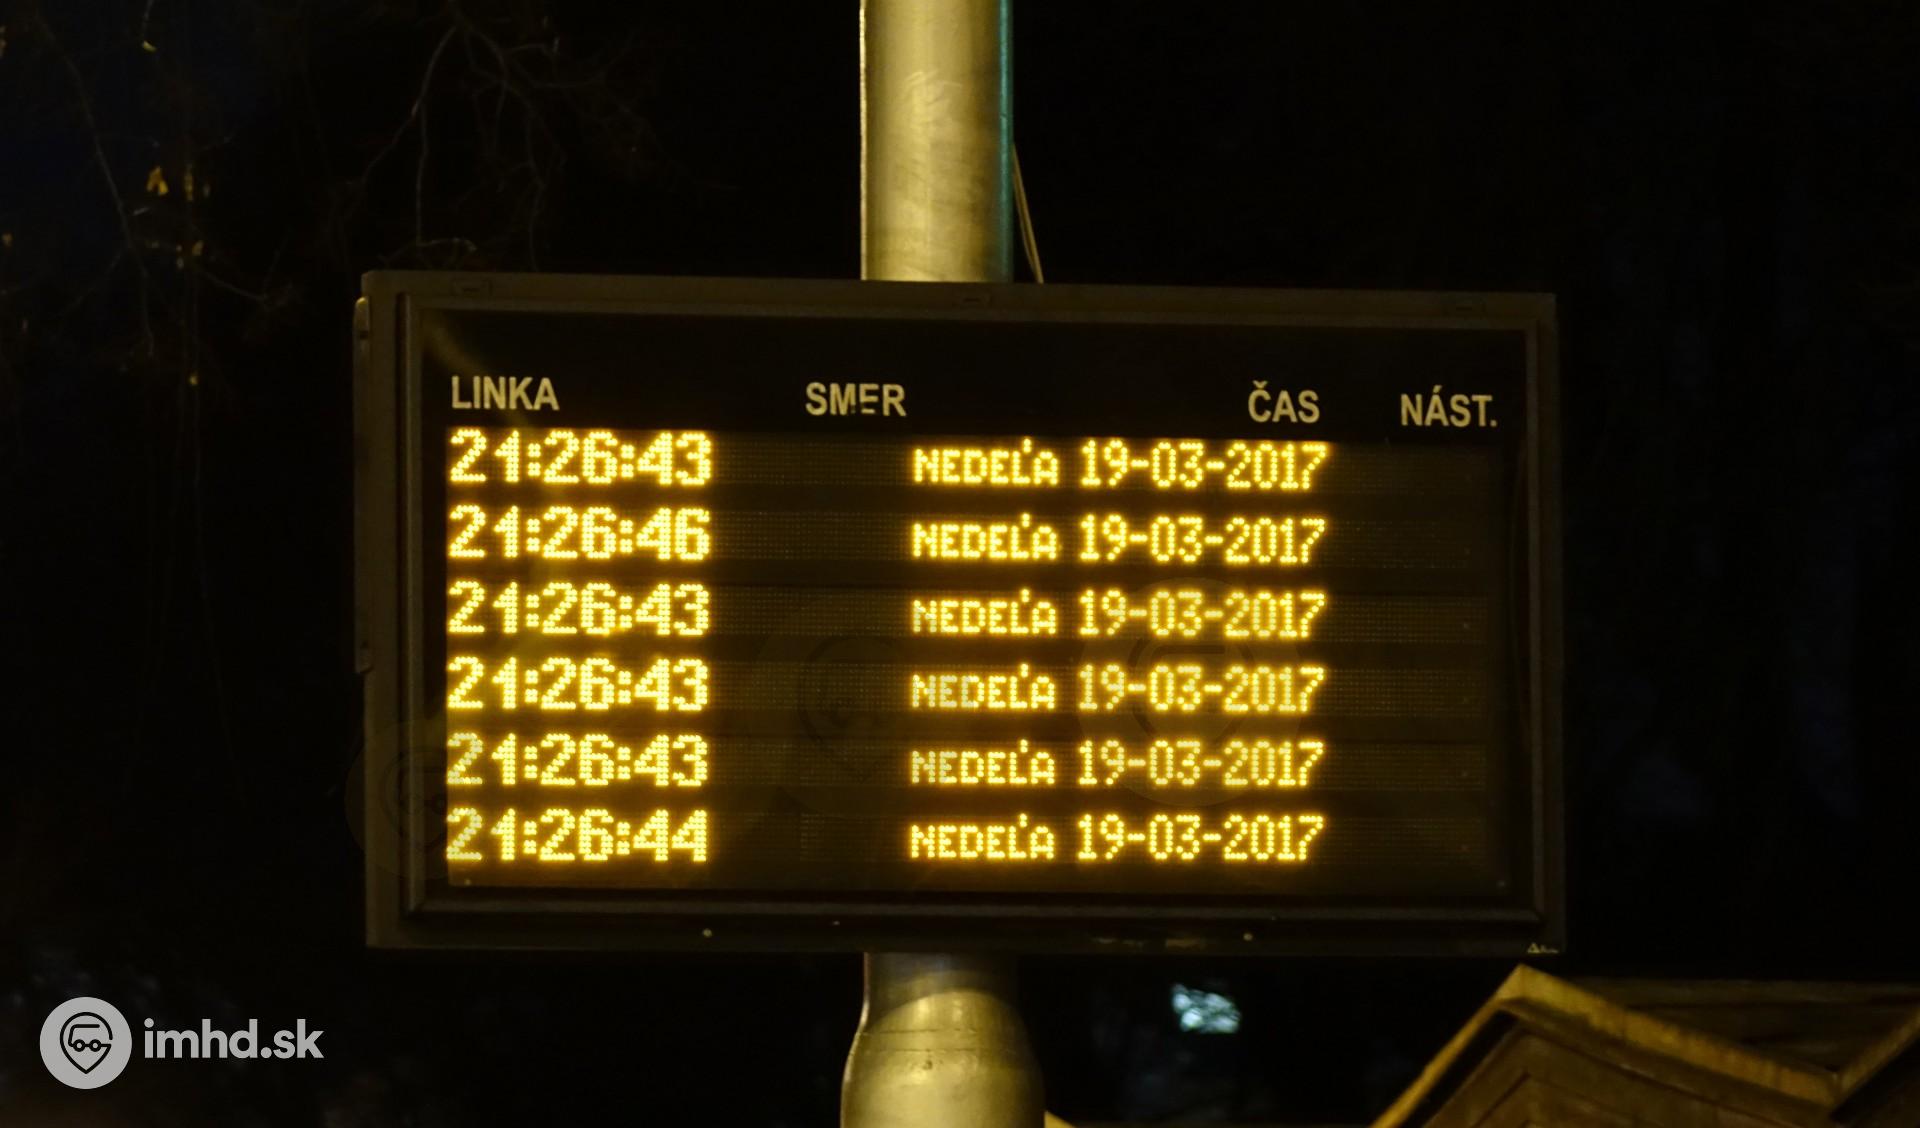 LINKA SMER ČAS NÁST.
21:26:43 NEDEĽA 19-03-2017
21:26:46 NEDEĽA 19-03-2017
21:26:43 NEDEĽA 19-03-2017
21:26:43 NEDEĽA 19-03-2017
21:26:43 NEDEĽA 19-03-2017
21:26:44 NEDEĽA 19-03-2017
imhd.sk